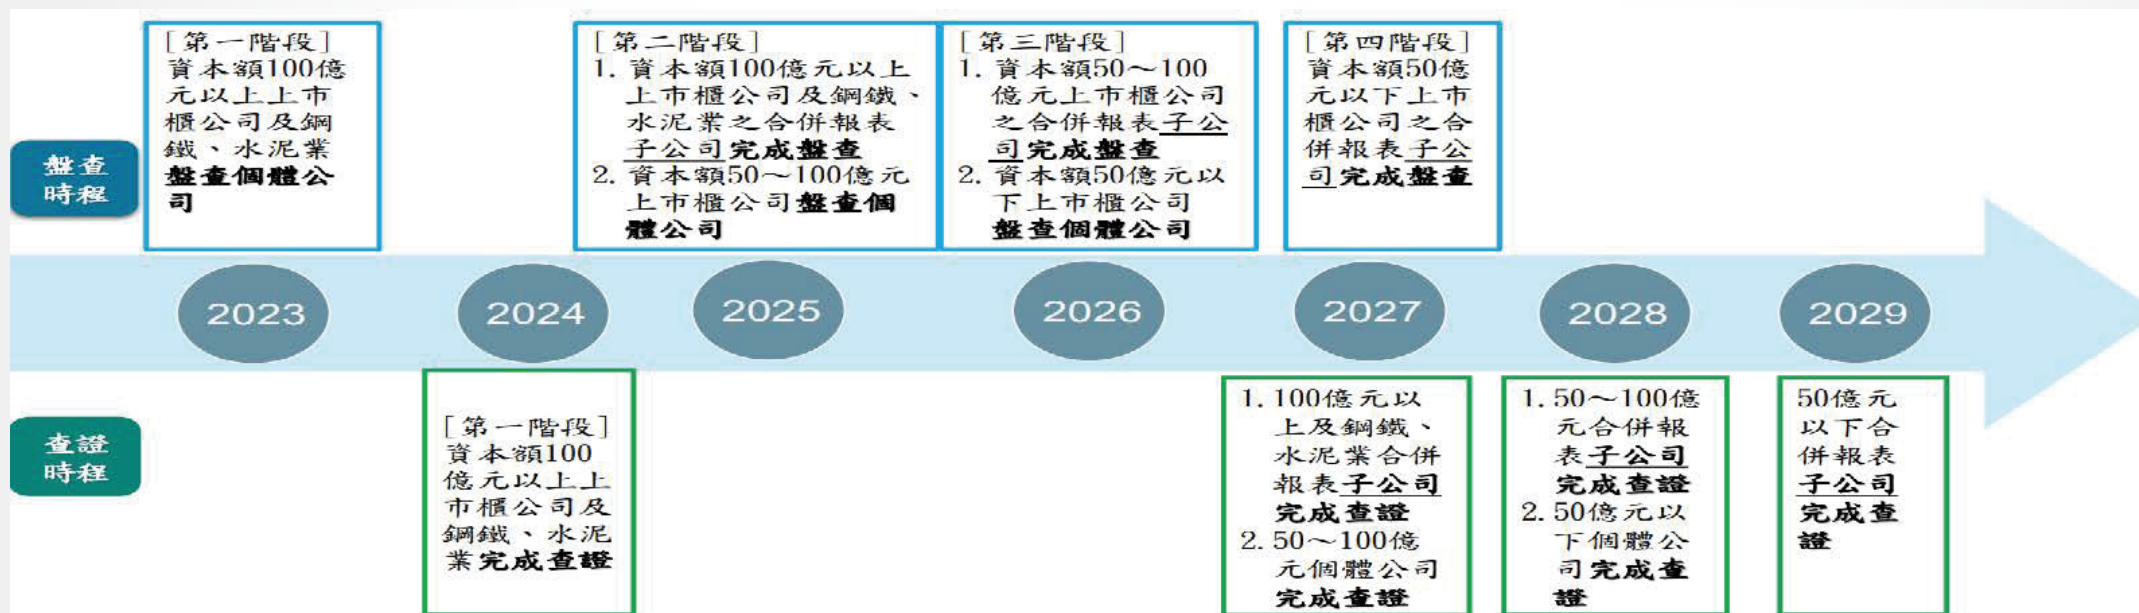 [第一階段]
資本額100億
元以上上市
櫃公司及鋼
鐵、水泥業
盤查個體公
司
[第二階段]
1. 資本額100億元以上
上市櫃公司及鋼鐵、
水泥業之合併報表
子公司完成盤查
2. 資本額50～100億元
上市櫃公司盤查個
體公司
[第三階段]
1. 資本額50～100
億元上市櫃公司
之合併報表子公
司完成盤查
2. 資本額50億元以
下上市櫃公司
盤查個體公司
[第四階段]
資本額50億
元以下上市
櫃公司之合
併報表子公
司完成盤查
盤查
時程
2023
2024
2025
2026
2027
2028
2029
查證
時程
[第一階段]
資本額100
億元以上上
市櫃公司及
鋼鐵、水泥
業完成查證
1. 100億元以
上及鋼鐵、
水泥業合併
報表子公司
完成查證
2. 50～100億
元個體公司
完成查證
1. 50～100億
元合併報
表子公司
完成查證
2. 50億元以
下個體公
司完成查
證
50億元
以下合
併報表
子公司
完成查
證